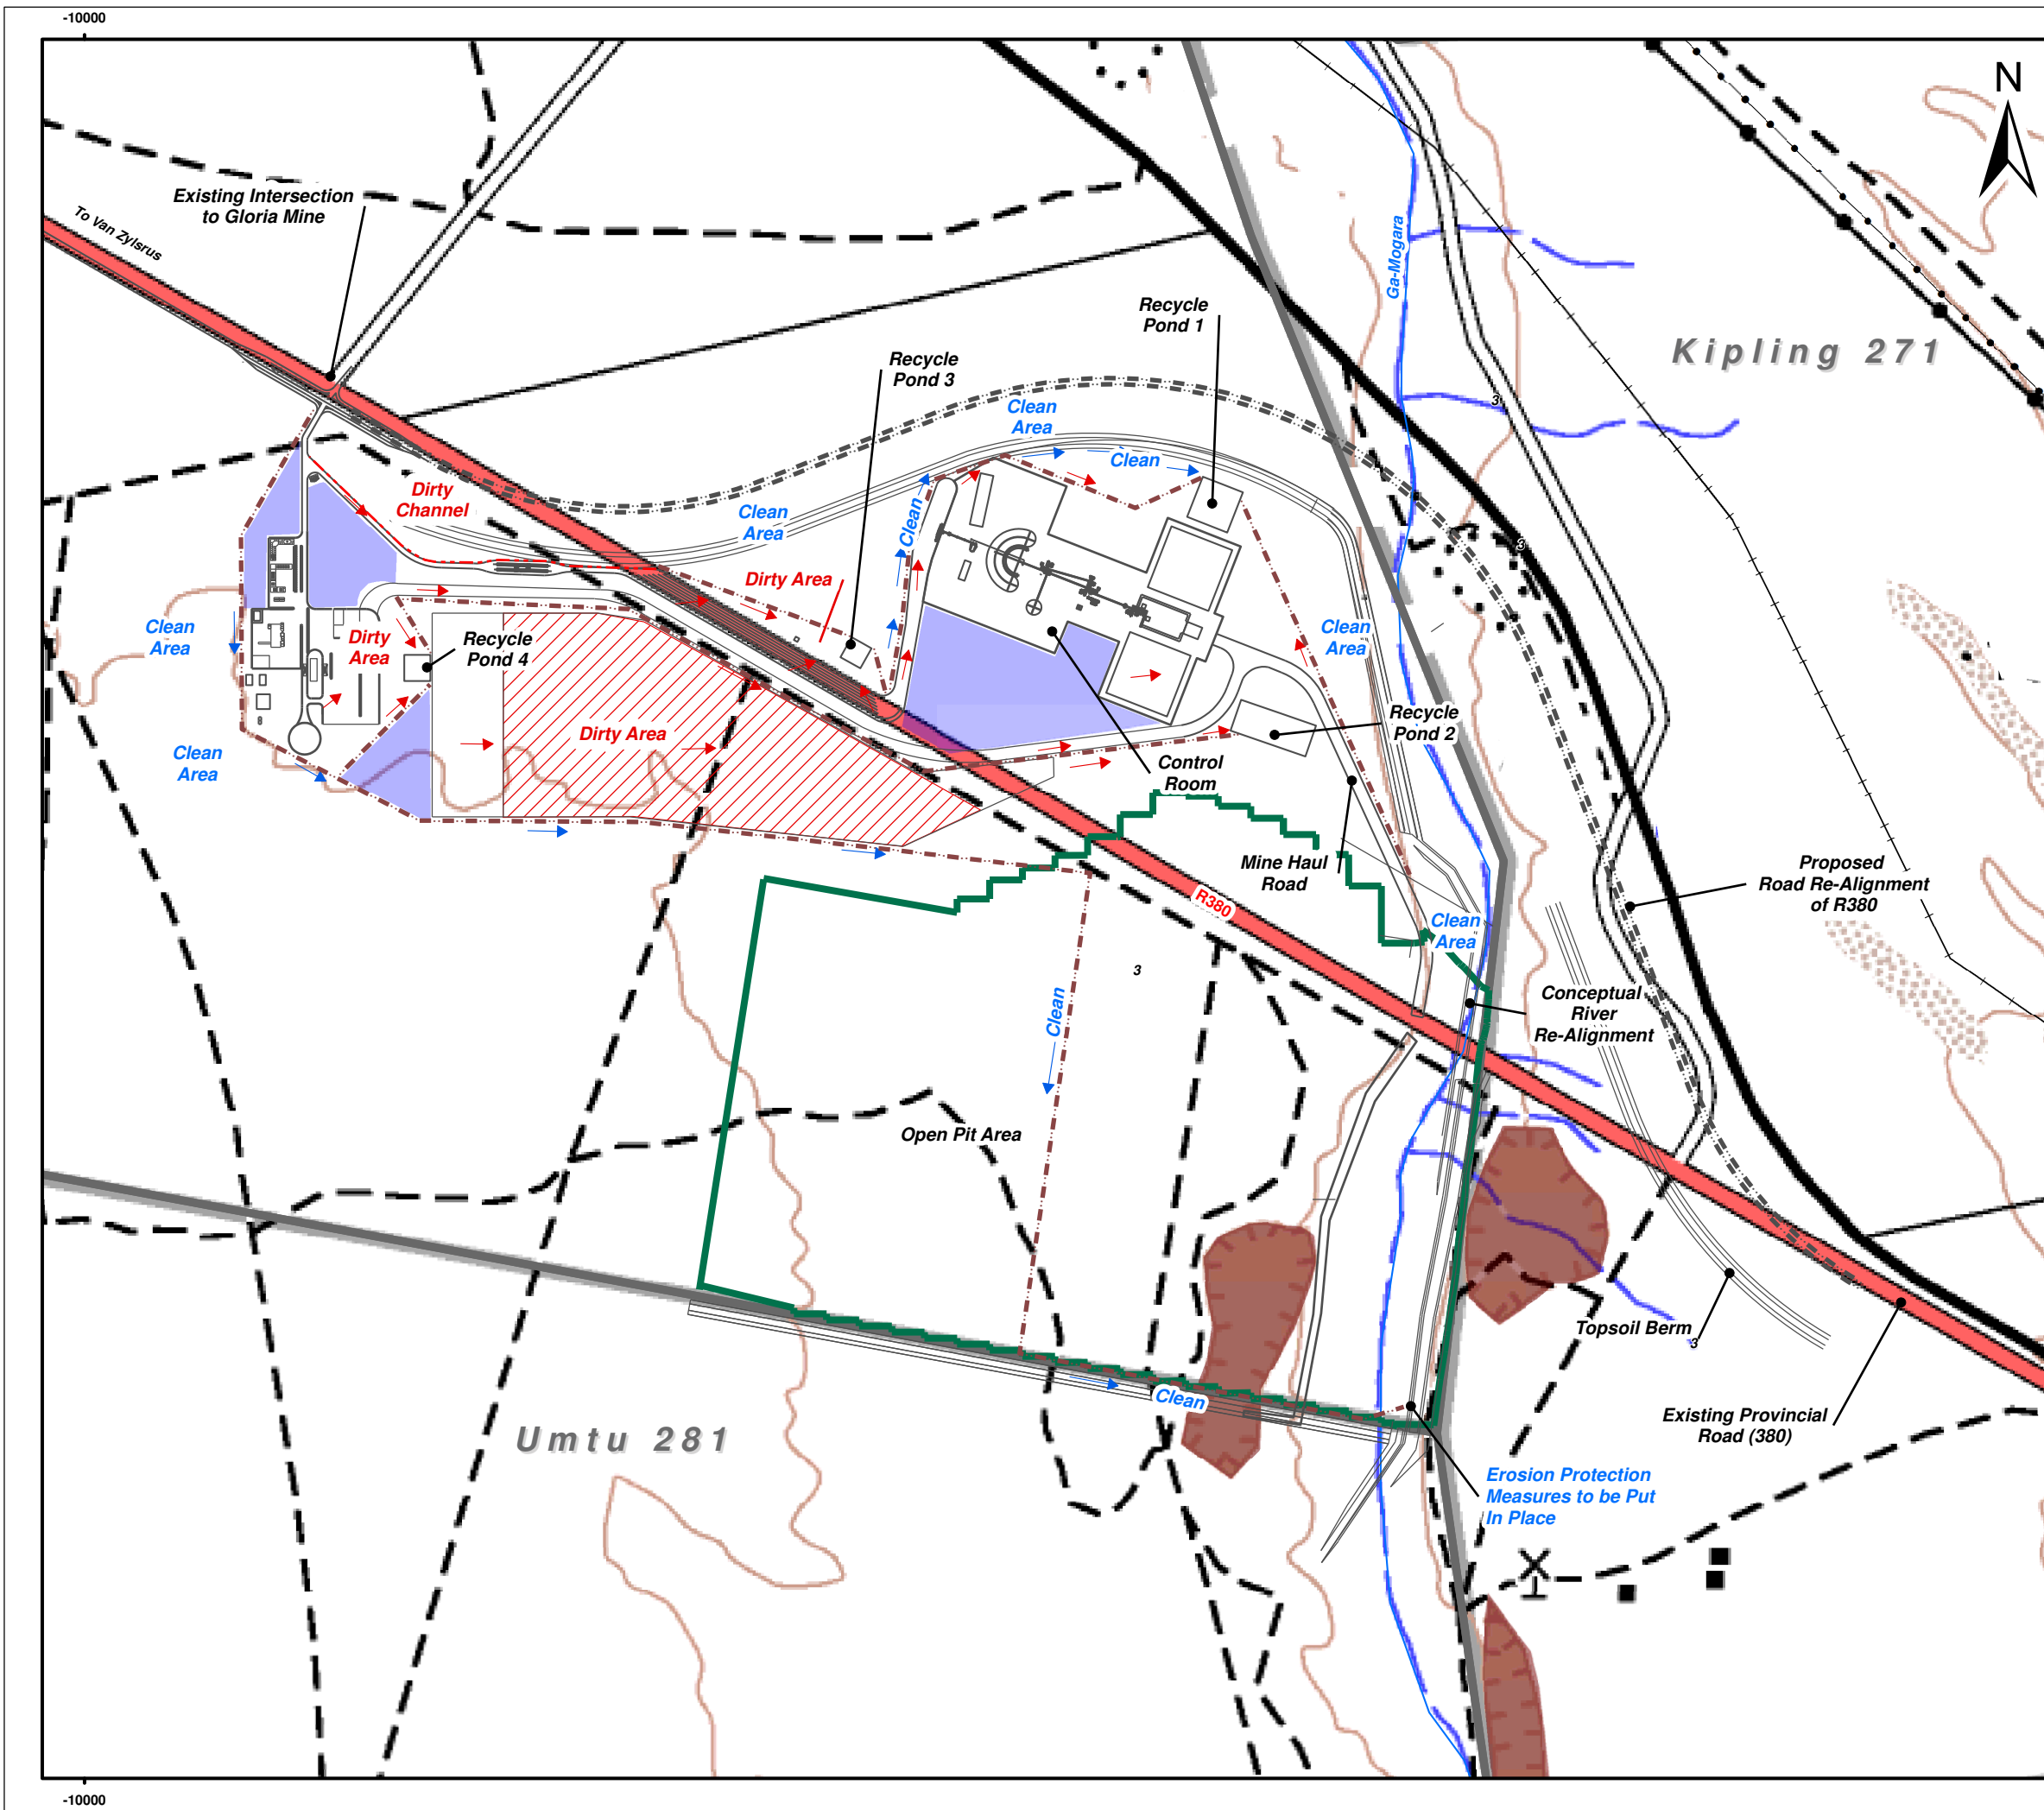 -10000
N
Existing Intersection
to Gloria Mine
To Van Zylsrus
Ga-Mogara
Recycle
Pond 1
Kipling 271
Recycle
Pond 3
3
Clean
Area
Clean
Dirty
Channel
Clean
Area
Clean
3
Dirty Area
Clean
Area
Dirty
Area
Recycle
Pond 4
Clean
Area
Dirty Area
Recycle
Pond 2
Clean
Area
Control
Room
Mine Haul
Road
Proposed
Road Re-Alignment
of R380
R380
Clean
Area
3
Clean
Conceptual
River
Re-Alignment
Open Pit Area
Topsoil Berm
3
Clean
Existing Provincial
Road (380)
Umtu 281
Erosion Protection
Measures to be Put
In Place
-10000